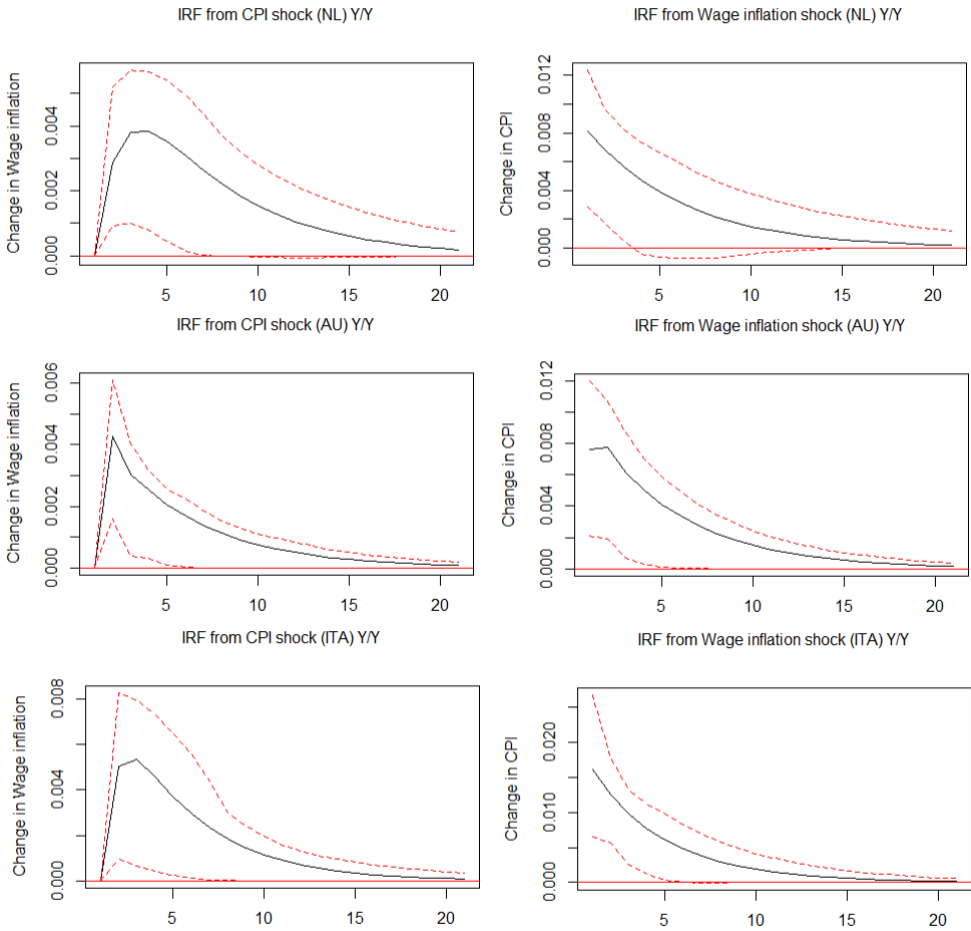 IRF from CPI shock (NL) Y/Y
Change in Wage inflation
0.000 0.002 0.004
5 10 15 20
IRF from Wage inflation shock (NL) Y/Y
Change in CPI
0.000 0.004 0.008 0.012
5 10 15 20
IRF from CPI shock (AU) Y/Y
Change in Wage inflation
0.000 0.002 0.004 0.006
5 10 15 20
IRF from Wage inflation shock (AU) Y/Y
Change in CPI
0.000 0.004 0.008 0.012
5 10 15 20
IRF from CPI shock (ITA) Y/Y
Change in Wage inflation
0.000 0.004 0.008
5 10 15 20
IRF from Wage inflation shock (ITA) Y/Y
Change in CPI
0.000 0.010 0.020
5 10 15 20